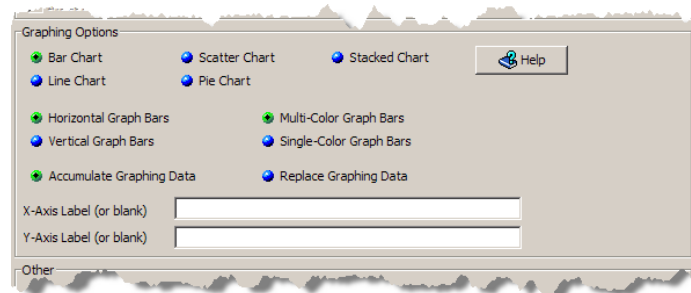 Graphing Options
Bar Chart Scatter Chart Stacked Chart Help
Line Chart Pie Chart
Horizontal Graph Bars Multi-Color Graph Bars
Vertical Graph Bars Single-Color Graph Bars
Accumulate Graphing Data Replace Graphing Data
X-Axis Label (or blank)
Y-Axis Label (or blank)
Other